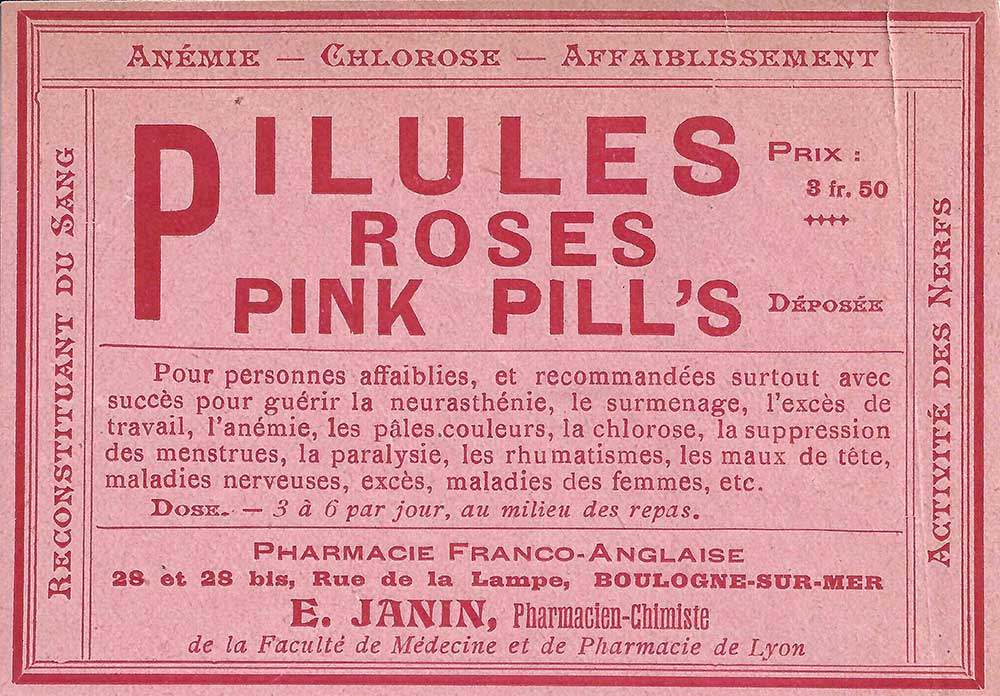 ANÉMIE — CHLOROSE — AFFAIBLISSEMENT
RECONSTITUANT DU SANG
PILULES
ROSES
PINK PILL'S
PRIX :
3 fr. 50
DÉPOSÉE
Pour personnes affaiblies, et recommandées surtout avec
succès pour guérir la neurasthénie, le surmenage, l'excès de
travail, l'anémie, les pâles.couleurs, la chlorose, la suppression
des menstrues, la paralysie, les rhumatismes, les maux de tête,
maladies nerveuses, excès, maladies des femmes, etc.
DOSE. — 3 à 6 par jour, au milieu des repas.
PHARMACIE FRANCO-ANGLAISE
28 et 28 bis, Rue de la Lampe, BOULOGNE-SUR-MER
E. JANIN, Pharmacien-Chimiste
de la Faculté de Médecine et de Pharmacie de Lyon
ACTIVITÉ DES NERFS